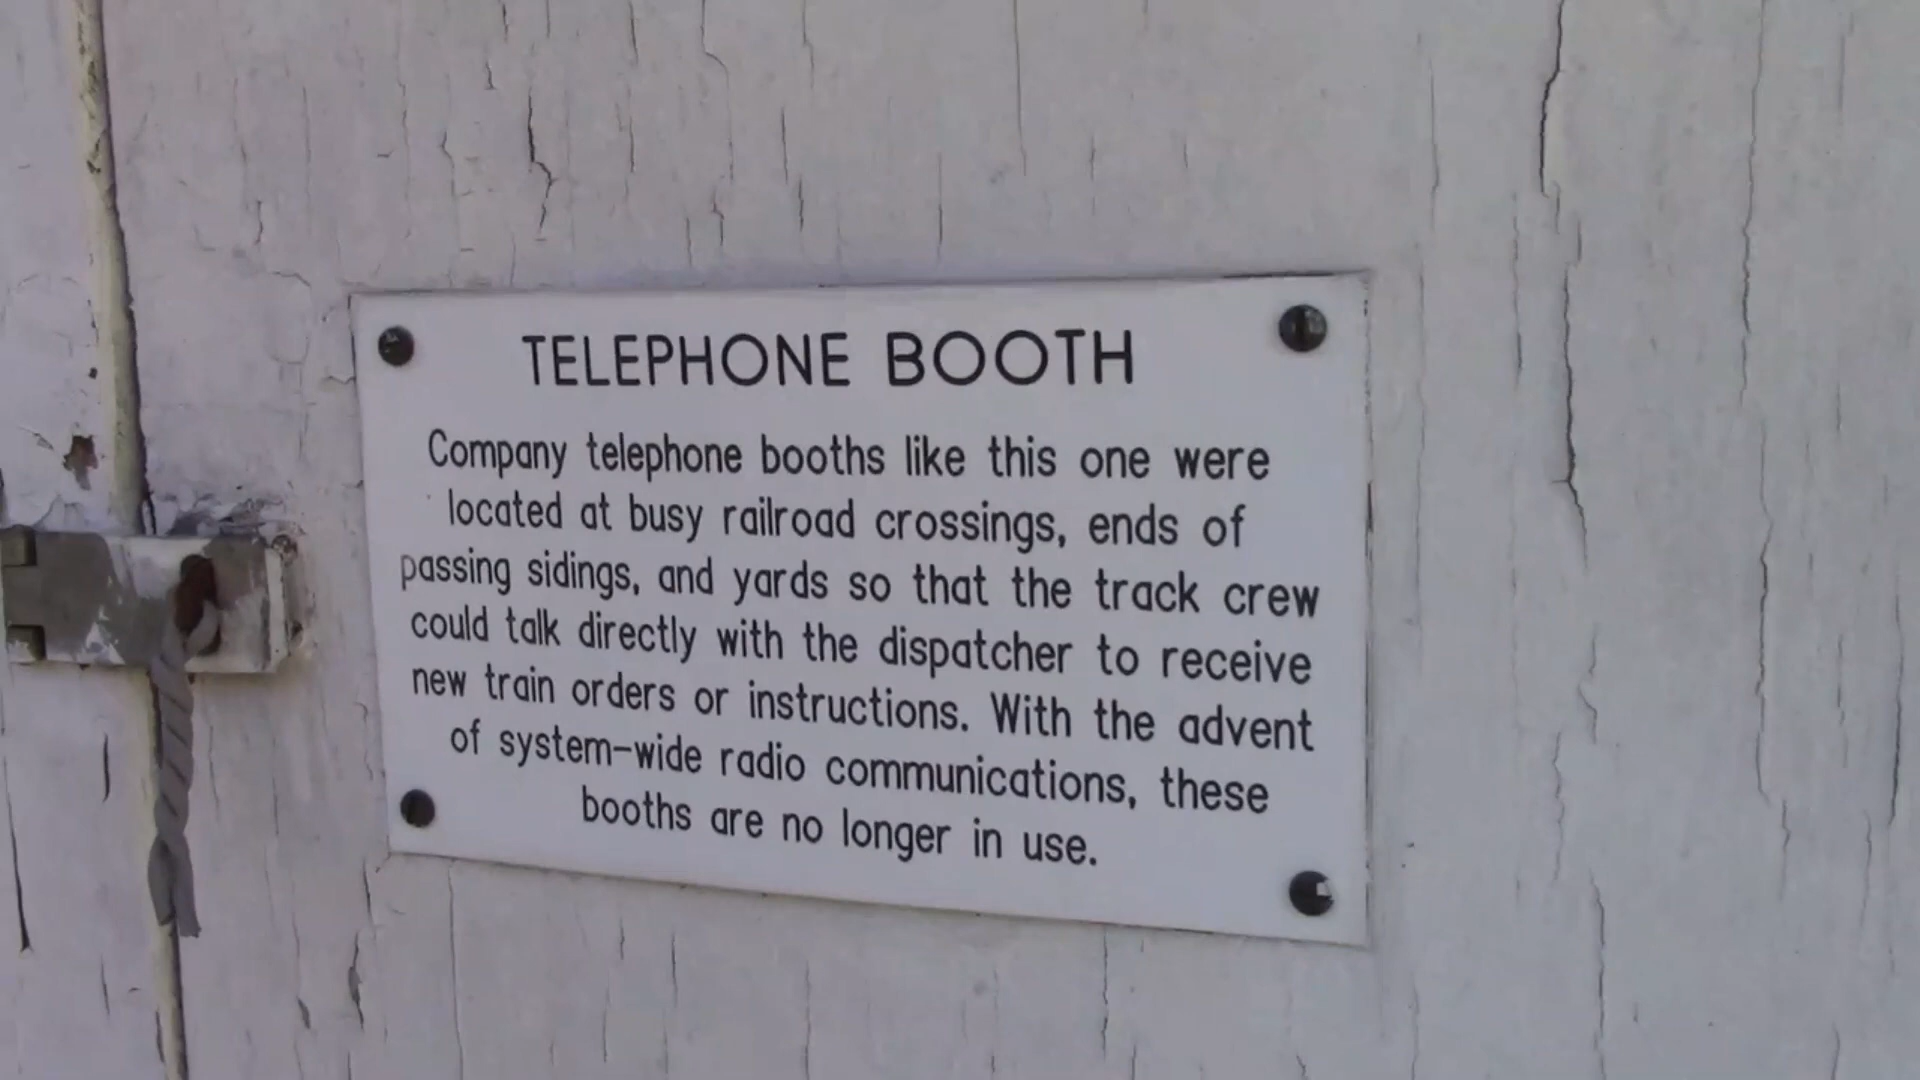 TELEPHONE BOOTH
Company telephone booths like this one were
located at busy railroad crossings, ends of
passing sidings, and yards so that the track crew
could talk directly with the dispatcher to receive
new train orders or instructions. With the advent
of system-wide radio communications, these
booths are no longer in use.